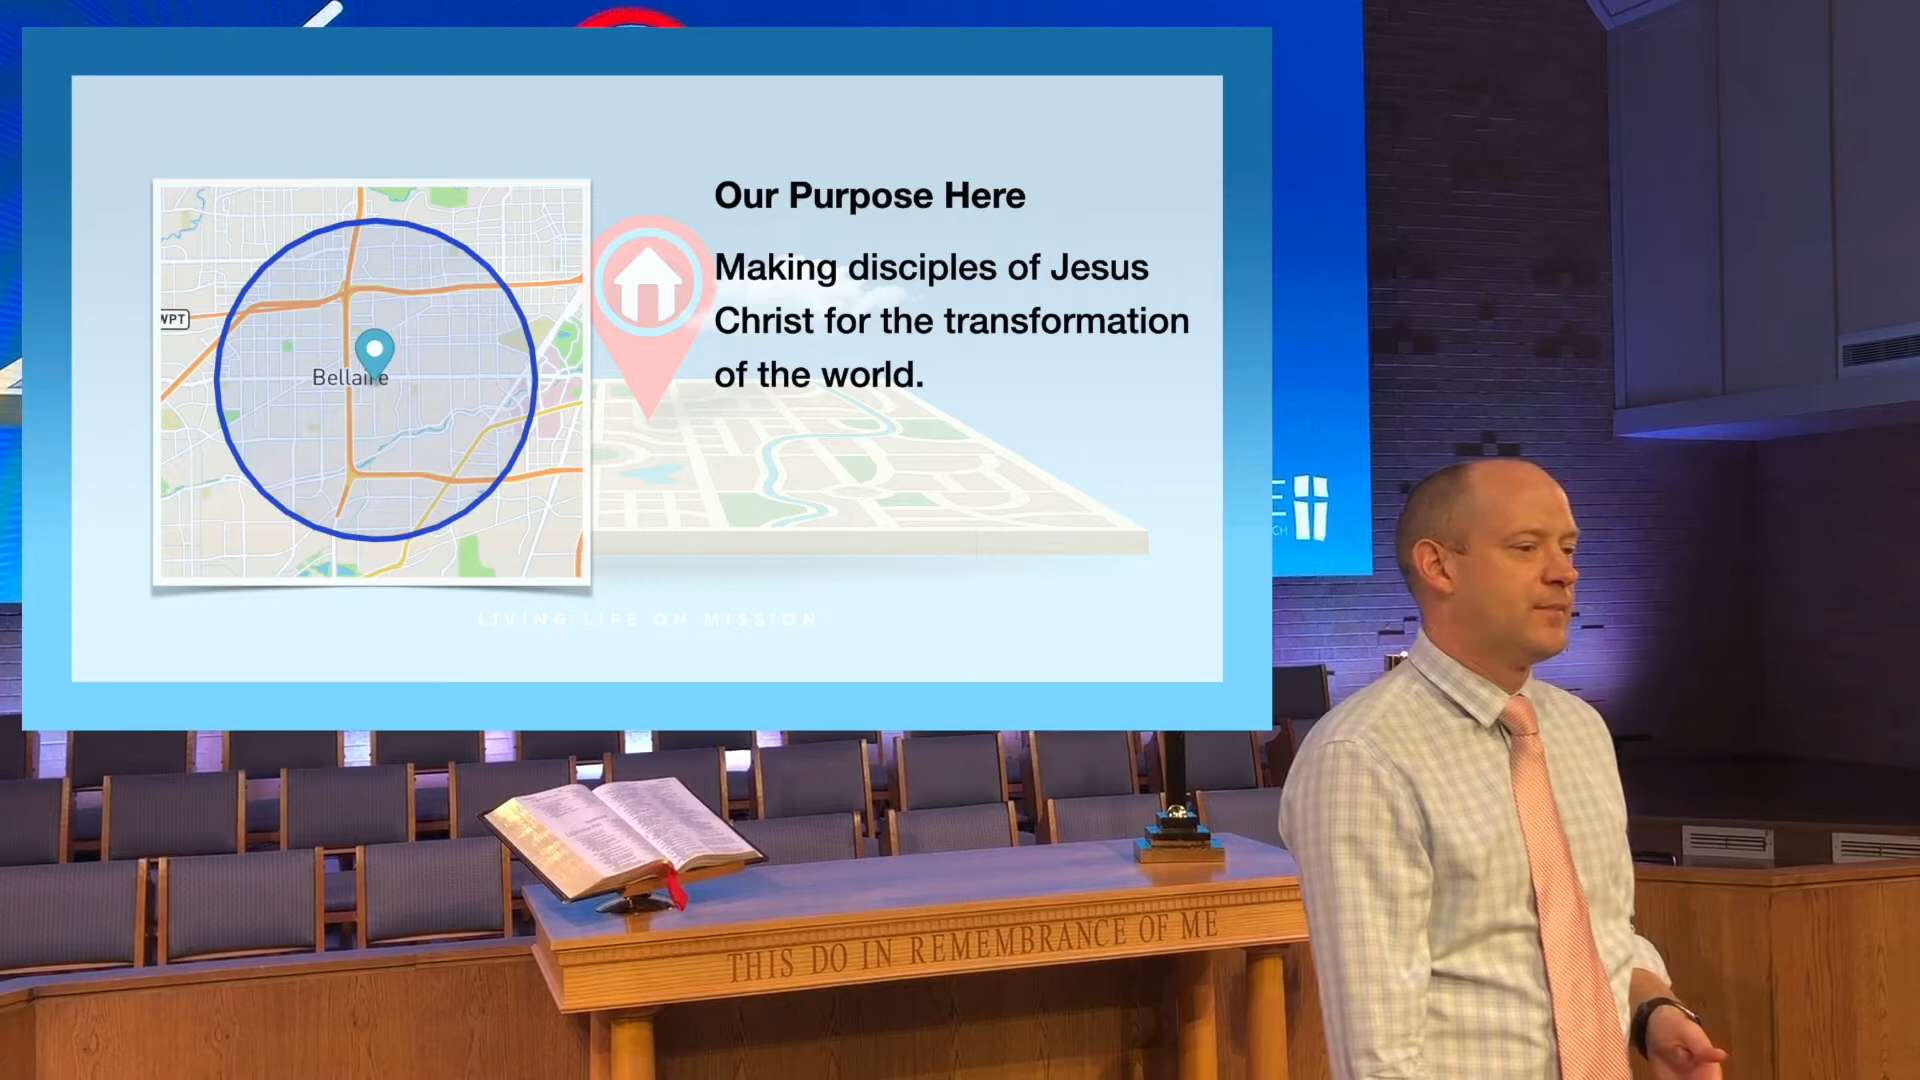 Our Purpose Here
Making disciples of Jesus
Christ for the transformation
of the world.
WPT
Bellaire
LIVING LIFE ON MISSION
E
CH
THIS DO IN REMEMBRANCE OF ME